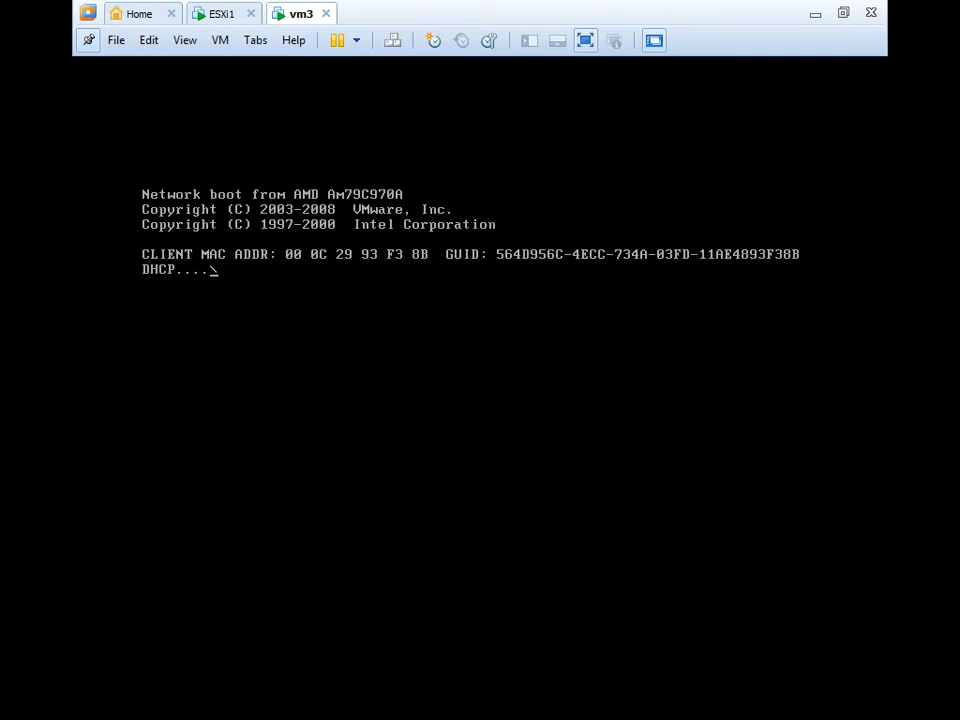 Home
ESXi1
vm3
File Edit View VM Tabs Help
Network boot from AMD Am79C970A
Copyright (C) 2003-2008 VMware, Inc.
Copyright (C) 1997-2000 Intel Corporation
CLIENT MAC ADDR: 00 0C 29 93 F3 8B GUID: 564D956C-4ECC-734A-03FD-11AE4893F38B
DHCP....\